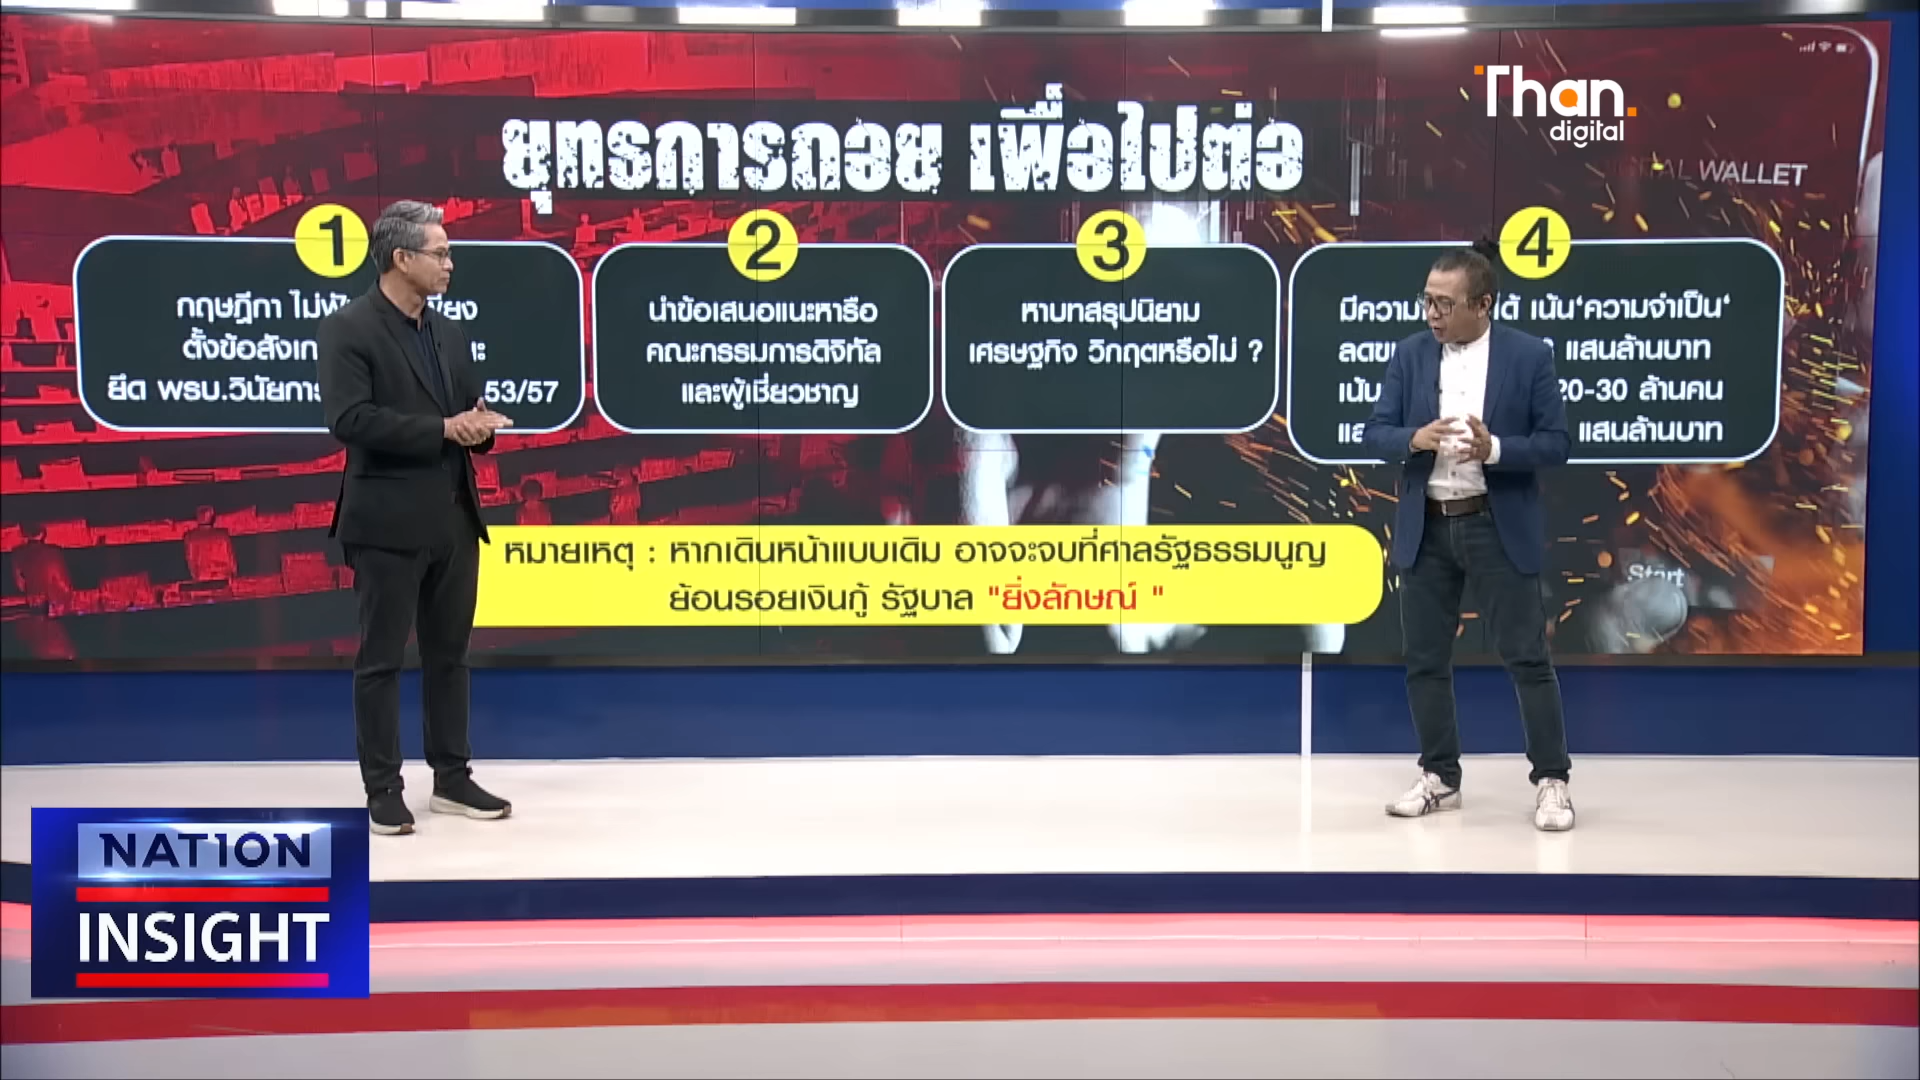 Than.
digital
WALLET
ยุทธการถอย เพื่อไปต่อ
1
กฤษฎีกา ไม่
ตั้งข้อสังเก
ยึด พรบ.วินัยการ 53/57
2
นำข้อเสนอแนะหารือ
คณะกรรมการดิจิทัล
และผู้เชี่ยวชาญ
3
หาบทสรุปนิยาม
เศรษฐกิจ วิกฤตหรือไม่ ?
4
มีความ ได้ เน้น‘ความจำเป็น‘
ลดขน แสนล้านบาท
เน้น 20-30 ล้านคน
แสนล้านบาท
หมายเหตุ : หากเดินหน้าแบบเดิม อาจจะจบที่ศาลรัฐธรรมนูญ
ย้อนรอยเงินกู้ รัฐบาล "ยิ่งลักษณ์ "
Start
NATION
INSIGHT